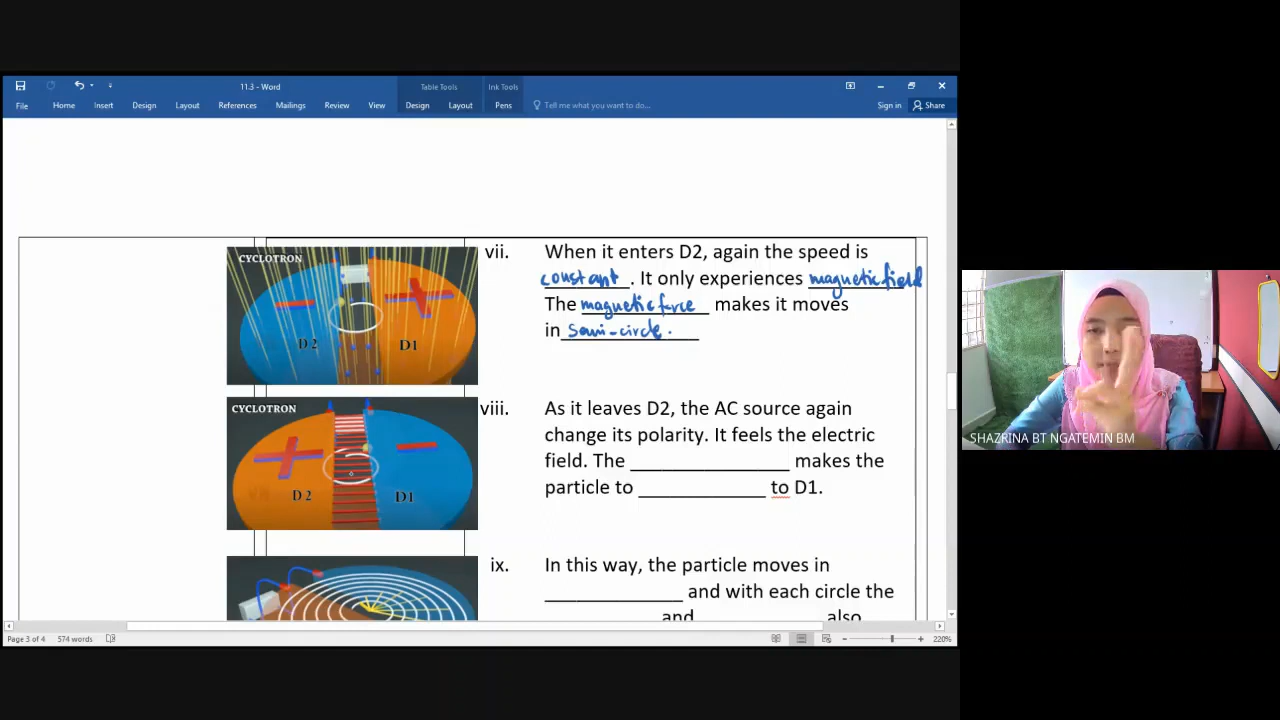 11.3 - Word
Table Tools
Ink Tools
File Home Insert Design Layout References Mailings Review View Design Layout Pens Tell me what you want to do... Sign in Share
CYCLOTRON
D2 D1
vii. When it enters D2, again the speed is
constant. It only experiences magnetic field
The magnetic force makes it moves
in semi-circle.
CYCLOTRON
D2 D1
viii. As it leaves D2, the AC source again
change its polarity. It feels the electric
field. The _______________ makes the
particle to ____________ to D1.
ix. In this way, the particle moves in
_____________ and with each circle the
and also
SHAZRINA BT NGATEMIN BM
Page 3 of 4 574 words 220%